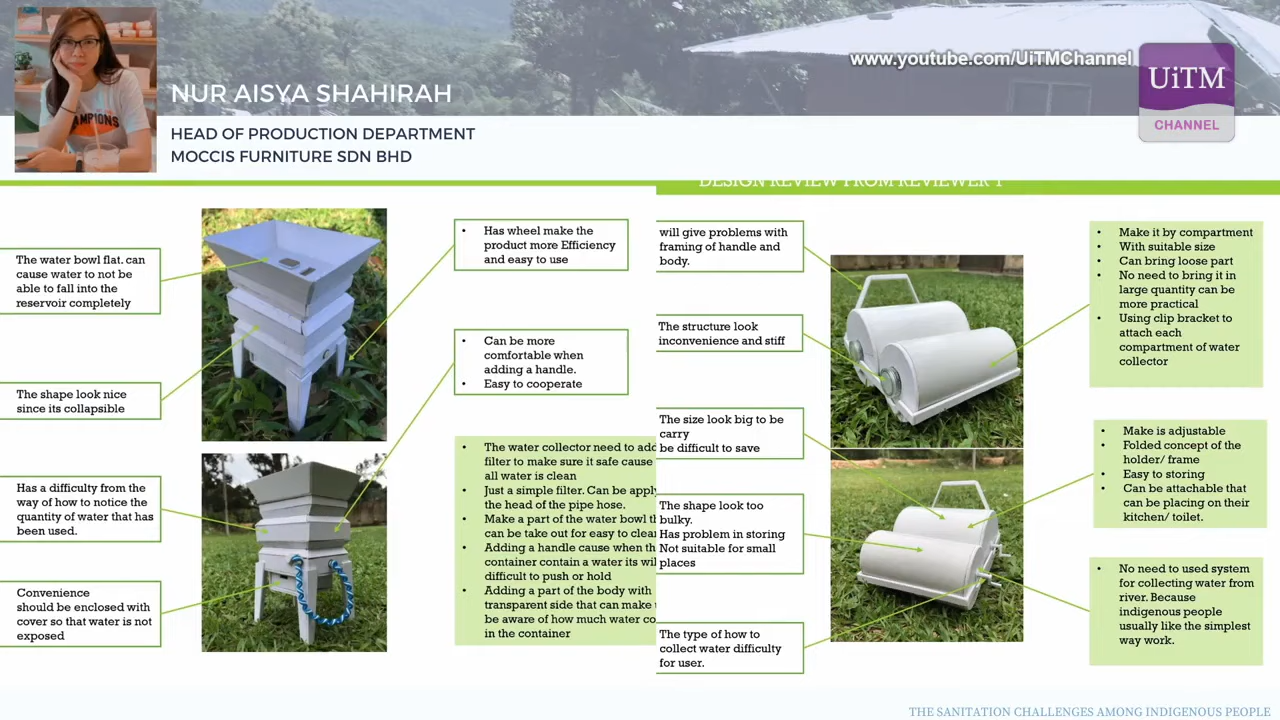 www.youtube.com/UiTMChannel
UiTM
CHANNEL
CHAMPIONS
NUR AISYA SHAHIRAH
HEAD OF PRODUCTION DEPARTMENT
MOCCIS FURNITURE SDN BHD
The water bowl flat. can
cause water to not be
able to fall into the
reservoir completely
The shape look nice
since its collapsible
Has a difficulty from the
way of how to notice the
quantity of water that has
been used.
Convenience
should be enclosed with
cover so that water is not
exposed
• Has wheel make the
product more Efficiency
and easy to use
• Can be more
comfortable when
adding a handle.
• Easy to cooperate
• The water collector need to add
filter to make sure it safe cause
all water is clean
• Just a simple filter. Can be apply
the head of the pipe hose.
• Make a part of the water bowl
can be take out for easy to clean
• Adding a handle cause when
container contain a water its
difficult to push or hold
• Adding a part of the body with
transparent side that can make
be aware of how much water
in the container
DESIGN REVIEW FROM REVIEWER 1
will give problems with
framing of handle and
body.
The structure look
inconvenience and stiff
The size look big to be
carry
be difficult to save
The shape look too
bulky.
Has problem in storing
Not suitable for small
places
The type of how to
collect water difficulty
for user.
• Make it by compartment
• With suitable size
• Can bring loose part
• No need to bring it in
large quantity can be
more practical
• Using clip bracket to
attach each
compartment of water
collector
• Make is adjustable
• Folded concept of the
holder/ frame
• Easy to storing
• Can be attachable that
can be placing on their
kitchen/ toilet.
• No need to used system
for collecting water from
river. Because
indigenous people
usually like the simplest
way work.
THE SANITATION CHALLENGES AMONG INDIGENOUS PEOPLE